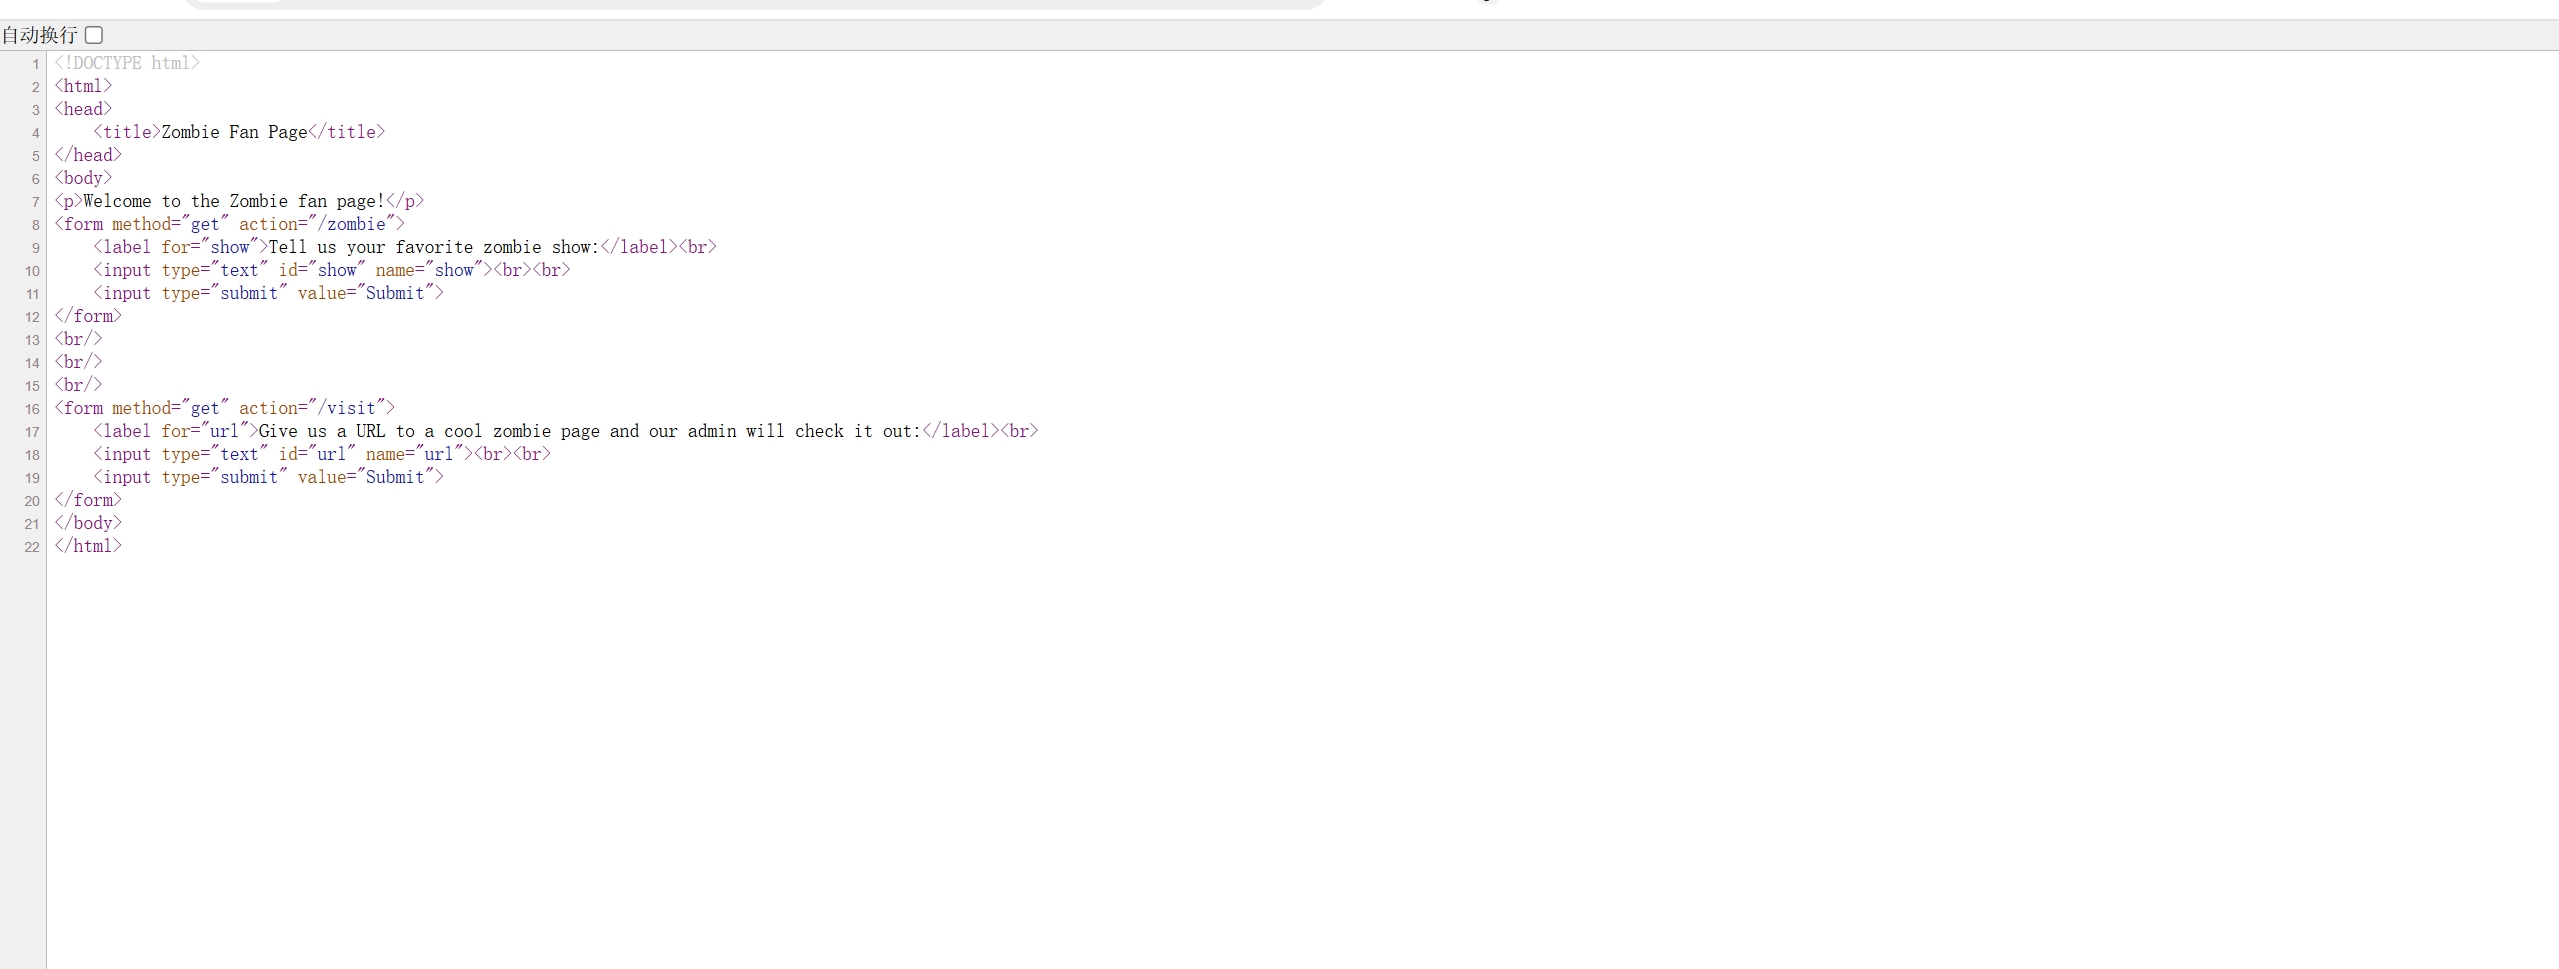 自动换行
1 <!DOCTYPE html>
2 <html>
3 <head>
4     <title>Zombie Fan Page</title>
5 </head>
6 <body>
7 <p>Welcome to the Zombie fan page!</p>
8 <form method="get" action="/zombie">
9     <label for="show">Tell us your favorite zombie show:</label><br>
10     <input type="text" id="show" name="show"><br><br>
11     <input type="submit" value="Submit">
12 </form>
13 <br/>
14 <br/>
15 <br/>
16 <form method="get" action="/visit">
17     <label for="url">Give us a URL to a cool zombie page and our admin will check it out:</label><br>
18     <input type="text" id="url" name="url"><br><br>
19     <input type="submit" value="Submit">
20 </form>
21 </body>
22 </html>